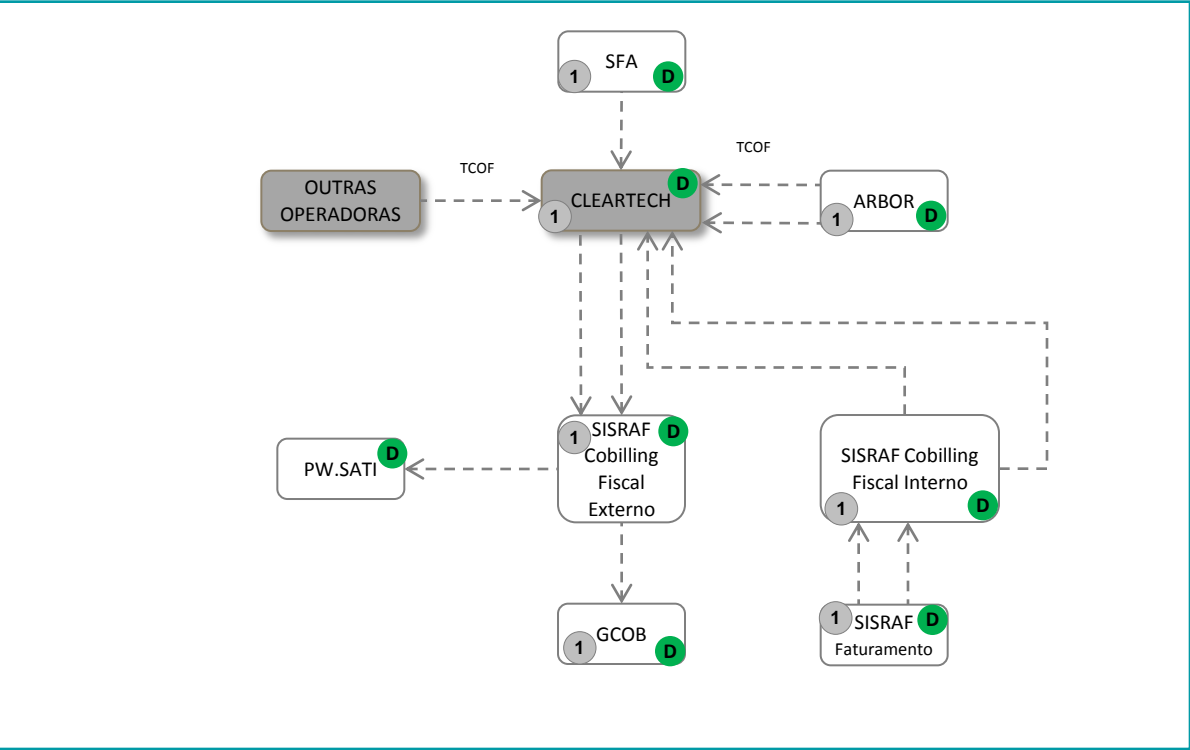 SFA
1
D
TCOF
TCOF
OUTRAS
OPERADORAS
CLEARTECH
D
1
ARBOR
1
D
PW.SATI
D
1
SISRAF
D
Cobilling
Fiscal
Externo
SISRAF Cobilling
Fiscal Interno
1
D
GCOB
1
D
1
SISRAF
D
Faturamento